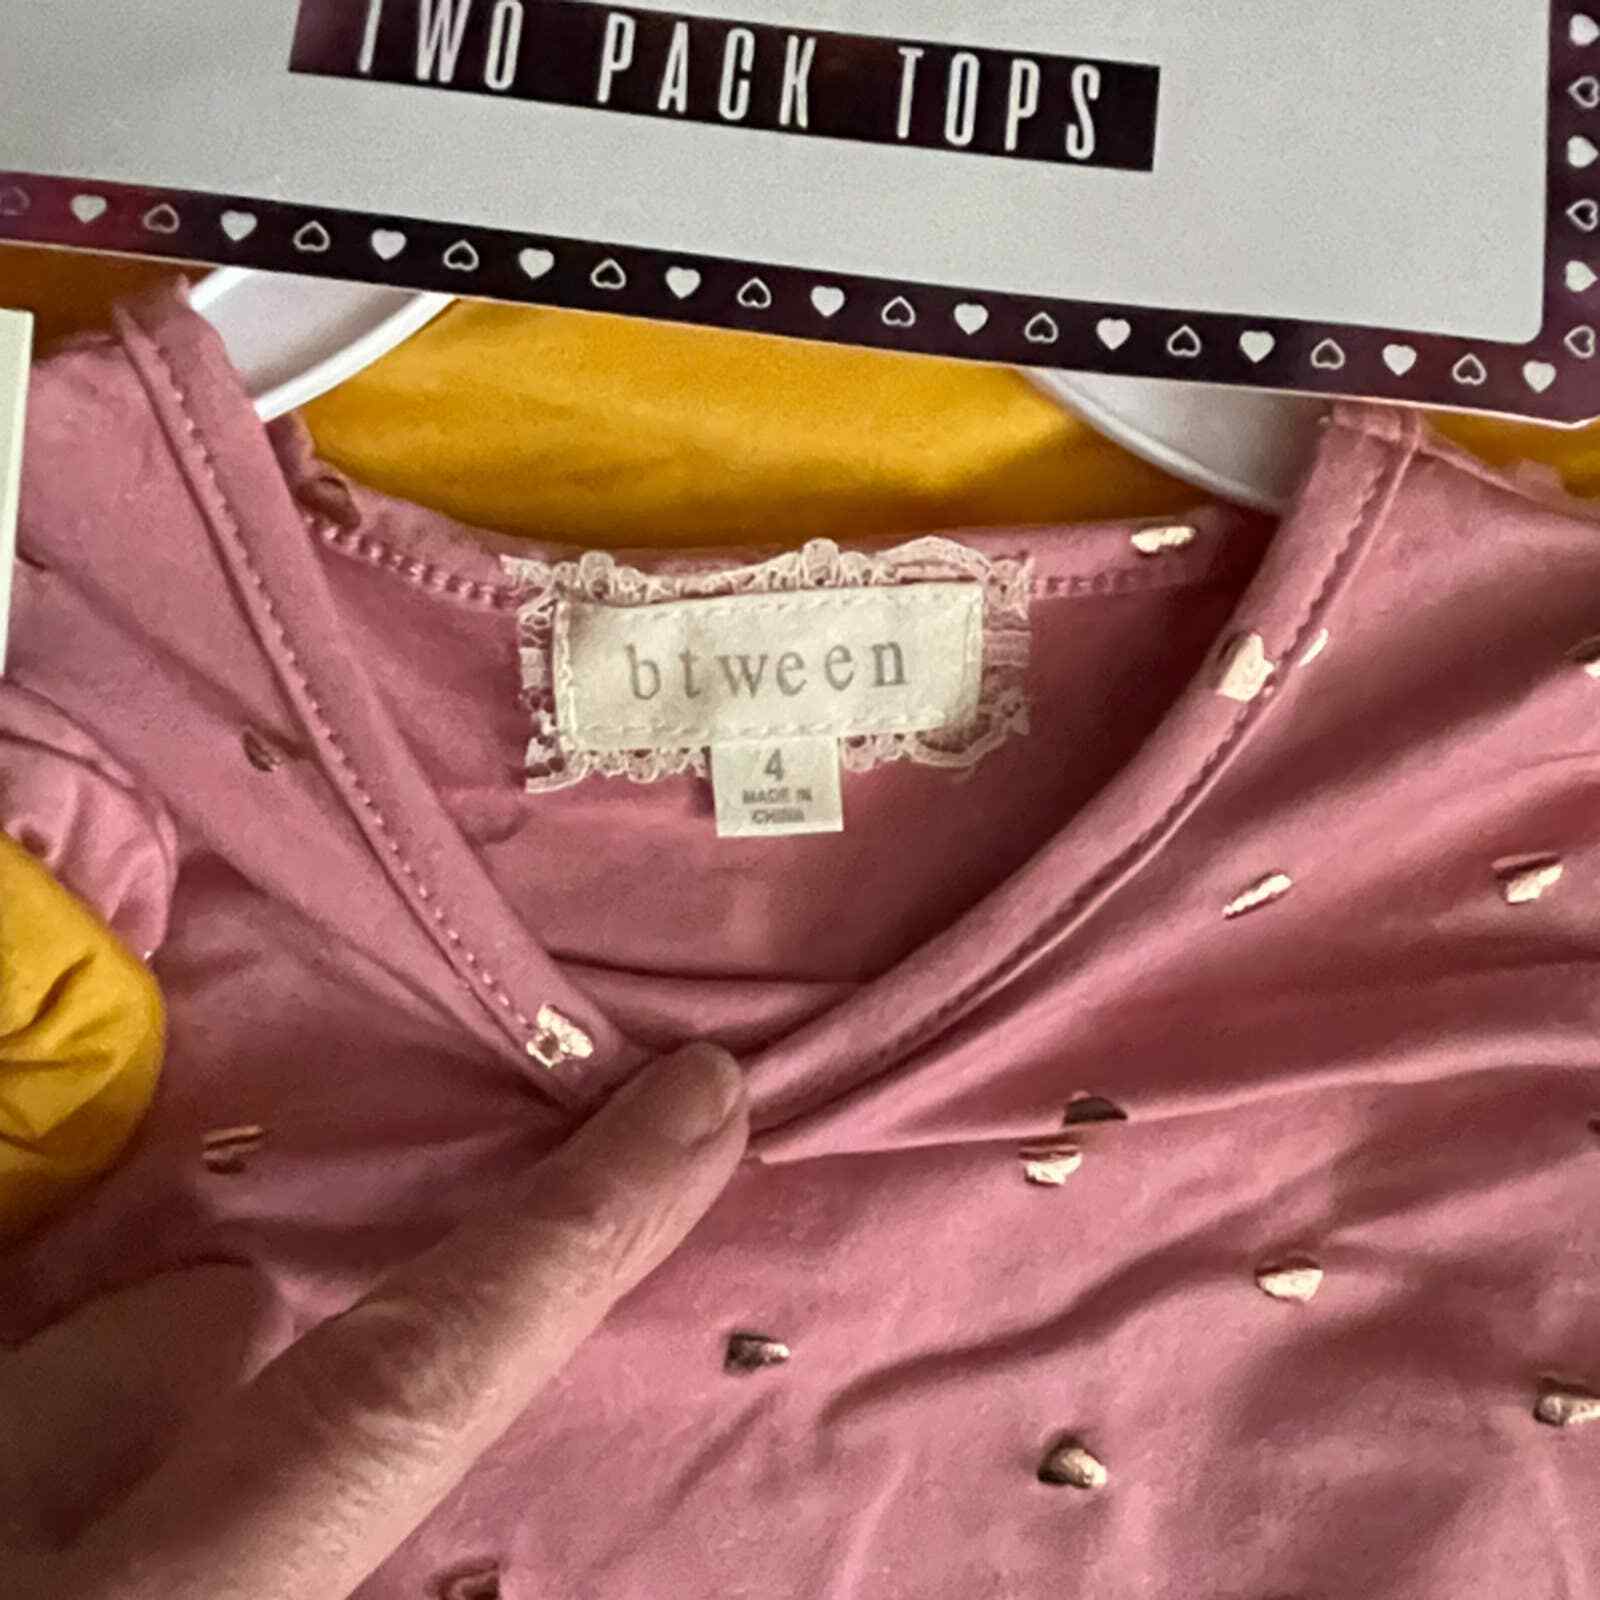 TWO PACK TOPS
btween
4
MADE IN
CHINA